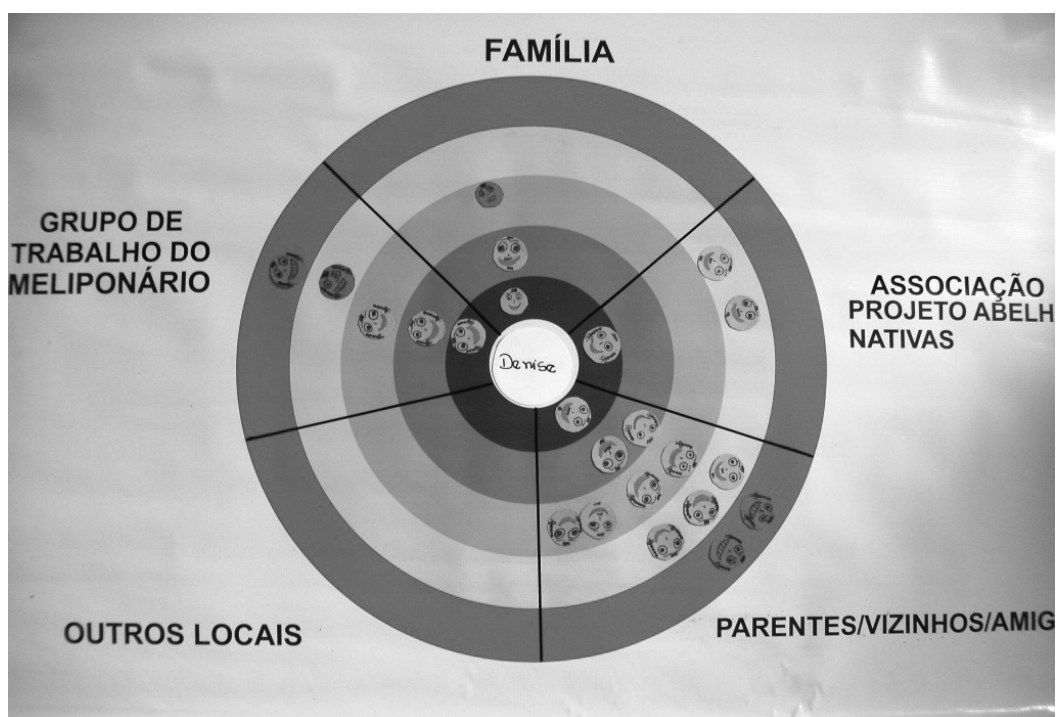 FAMÍLIA
GRUPO DE
TRABALHO DO
MELIPONÁRIO
ASSOCIAÇÃO
PROJETO ABELH
NATIVAS
Denise
OUTROS LOCAIS
PARENTES/VIZINHOS/AMIG